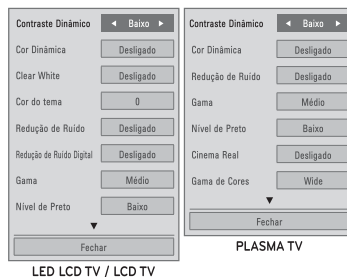 Contraste Dinâmico ◄ Baixo ►
Cor Dinâmica Desligado
Clear White Desligado
Cor do tema 0
Redução de Ruído Desligado
Redução de Ruído Digital Desligado
Gama Médio
Nível de Preto Baixo
▼
Fechar
LED LCD TV / LCD TV
Contraste Dinâmico ◄ Baixo ►
Cor Dinâmica Desligado
Redução de Ruído Desligado
Gama Médio
Nível de Preto Baixo
Cinema Real Desligado
Gama de Cores Wide
▼
Fechar
PLASMA TV